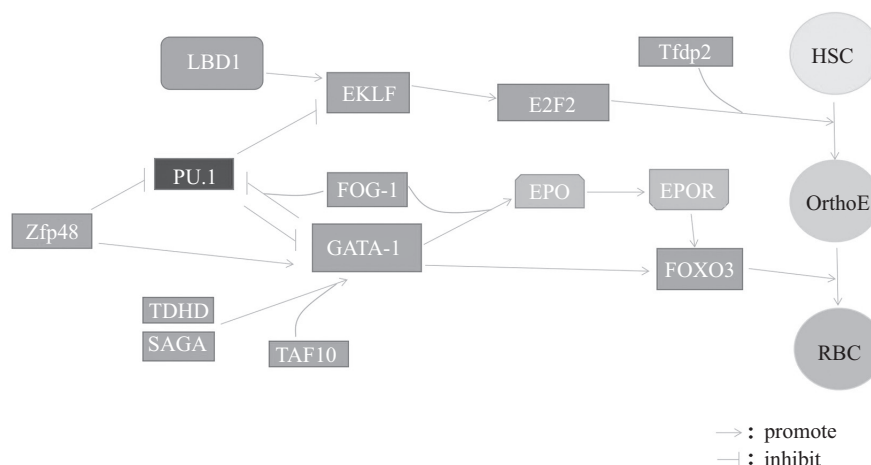 LBD1
Tfdp2
HSC
EKLF
E2F2
PU.1
FOG-1
EPO
EPOR
OrthoE
Zfp48
GATA-1
FOXO3
TDHD
SAGA
TAF10
RBC
: promote
: inhibit